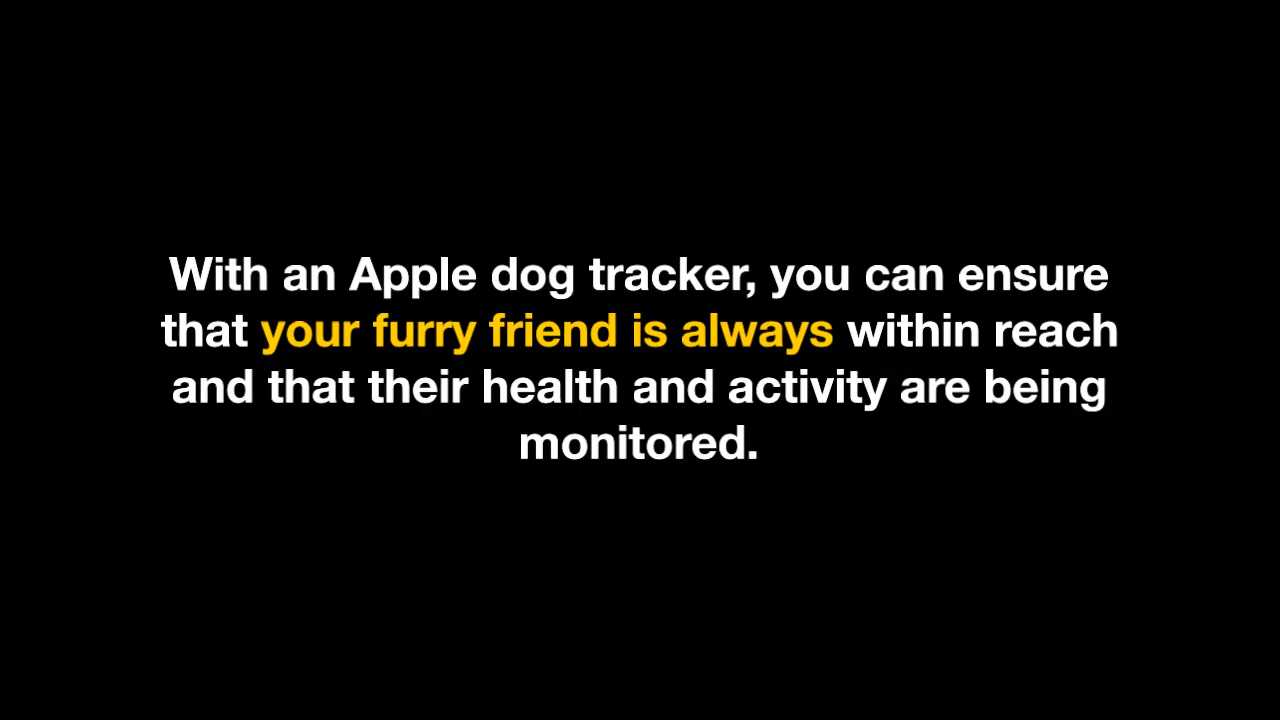 With an Apple dog tracker, you can ensure
that your furry friend is always within reach
and that their health and activity are being
monitored.